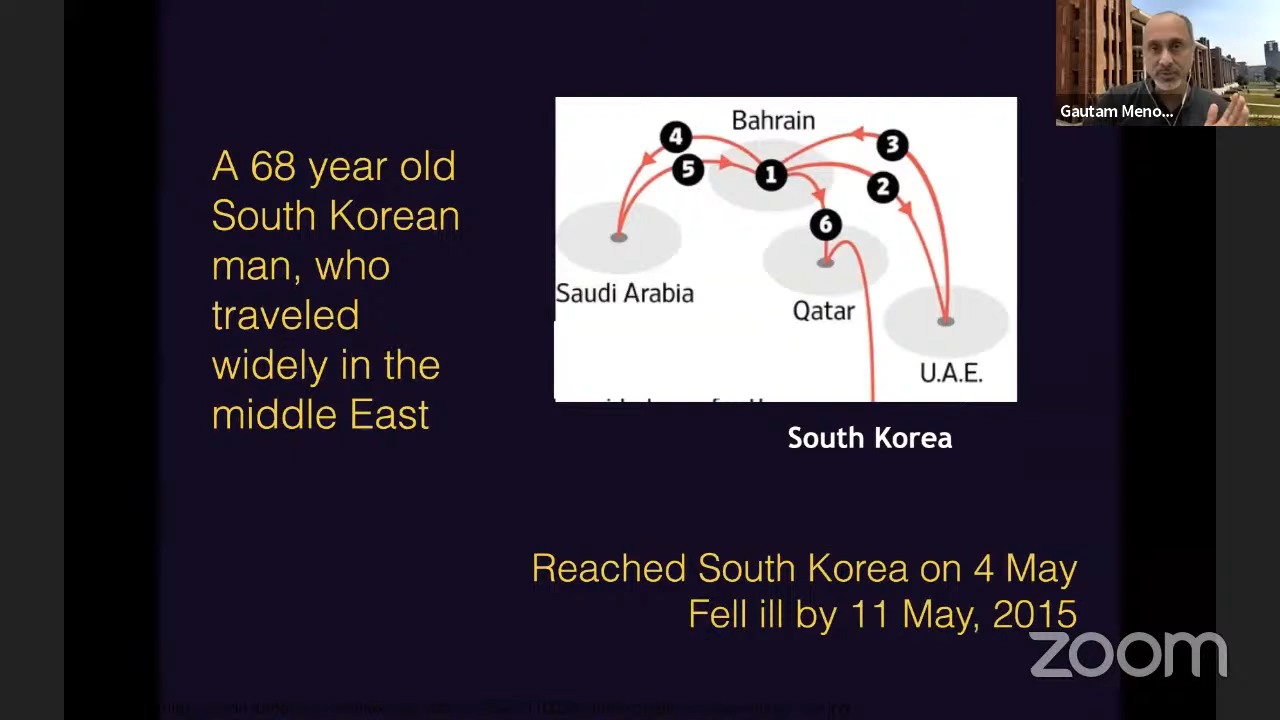 Gautam Meno...
A 68 year old
South Korean
man, who
traveled
widely in the
middle East
Bahrain
4
3
5
1
2
6
Saudi Arabia
Qatar
U.A.E.
South Korea
Reached South Korea on 4 May
Fell ill by 11 May, 2015
zoom